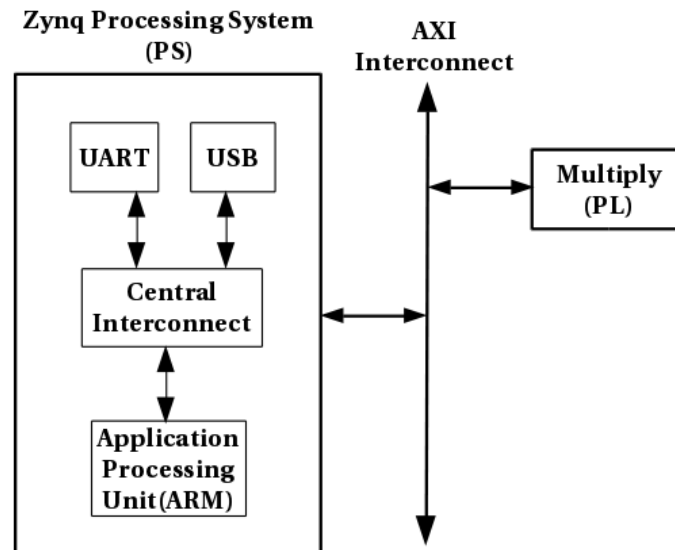 Zynq Processing System
(PS)
AXI
Interconnect
UART
USB
Multiply
(PL)
Central
Interconnect
Application
Processing
Unit(ARM)